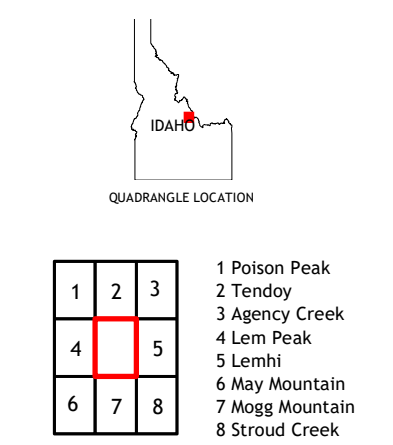 IDAHO
QUADRANGLE LOCATION
1 2 3
4 5
6 7 8
1 Poison Peak
2 Tendoy
3 Agency Creek
4 Lem Peak
5 Lemhi
6 May Mountain
7 Mogg Mountain
8 Stroud Creek